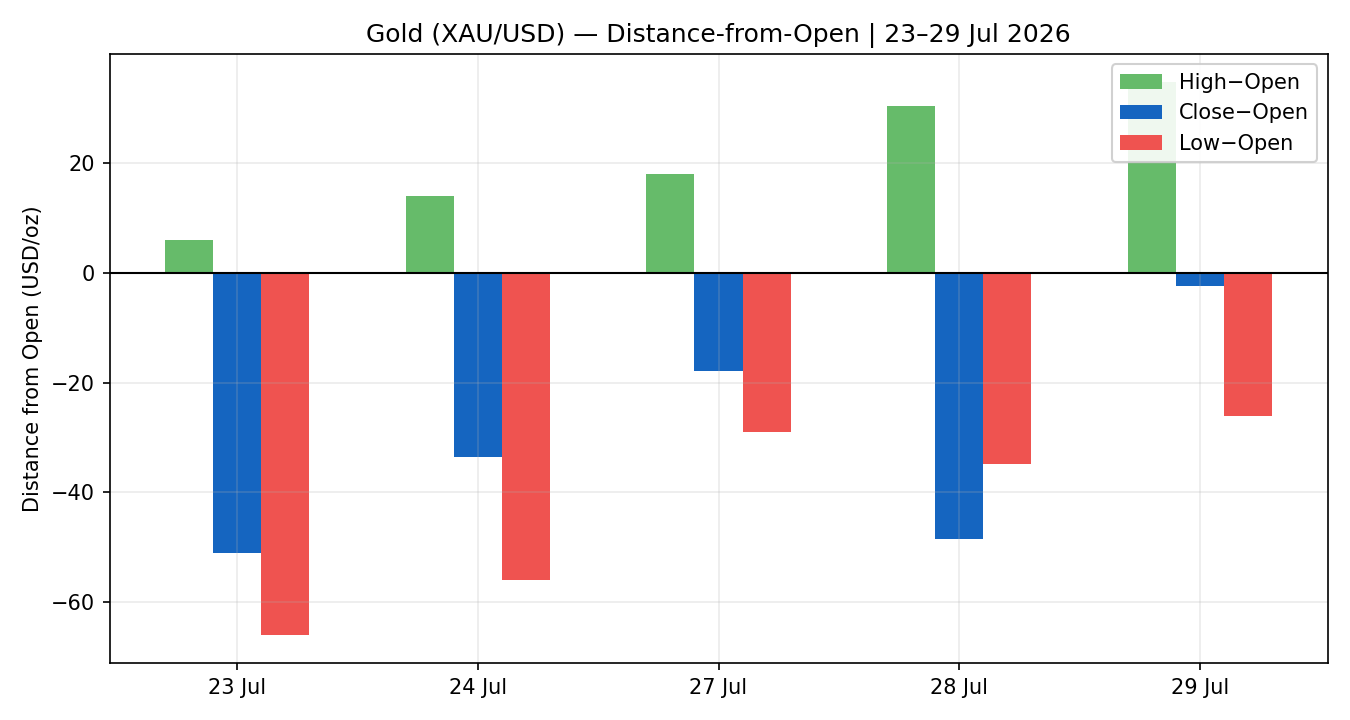 Gold (XAU/USD) — Distance-from-Open | 23–29 Jul 2026
High−Open
Close−Open
Low−Open
Distance from Open (USD/oz)
20
0
−20
−40
−60
23 Jul
24 Jul
27 Jul
28 Jul
29 Jul